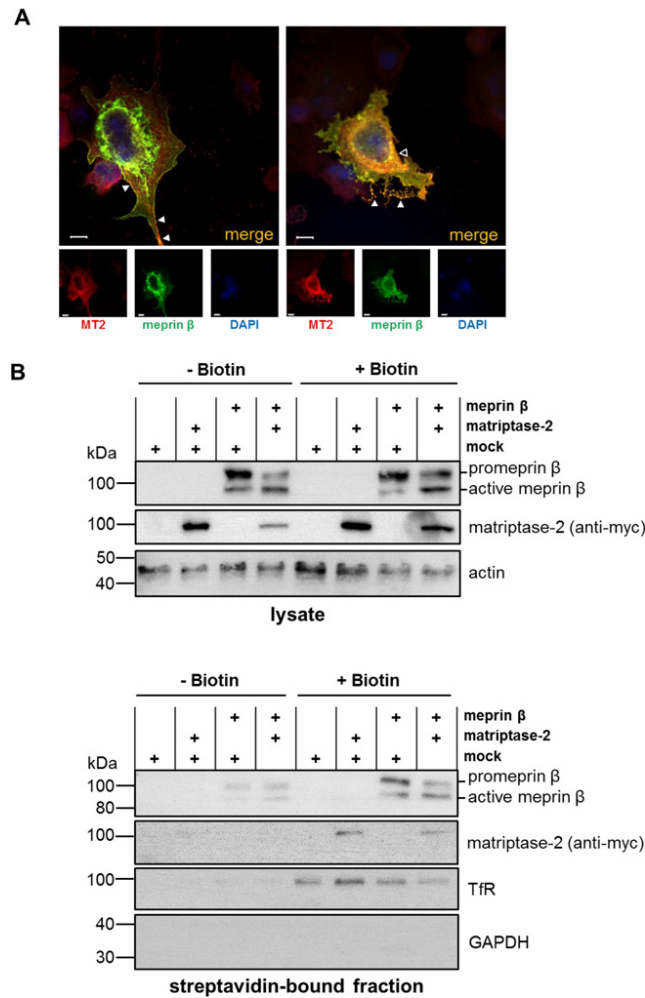 A
merge merge
MT2 meprin β DAPI MT2 meprin β DAPI
B
- Biotin + Biotin
+ + + + meprin β
+ + + + matriptase-2
kDa + + + + + + mock
100 promeprin β
active meprin β
100 matriptase-2 (anti-myc)
50
40 actin
lysate
- Biotin + Biotin
+ + + + meprin β
+ + + + matriptase-2
kDa + + + + + + mock
100 promeprin β
80 active meprin β
100 matriptase-2 (anti-myc)
100 TfR
40
30 GAPDH
streptavidin-bound fraction